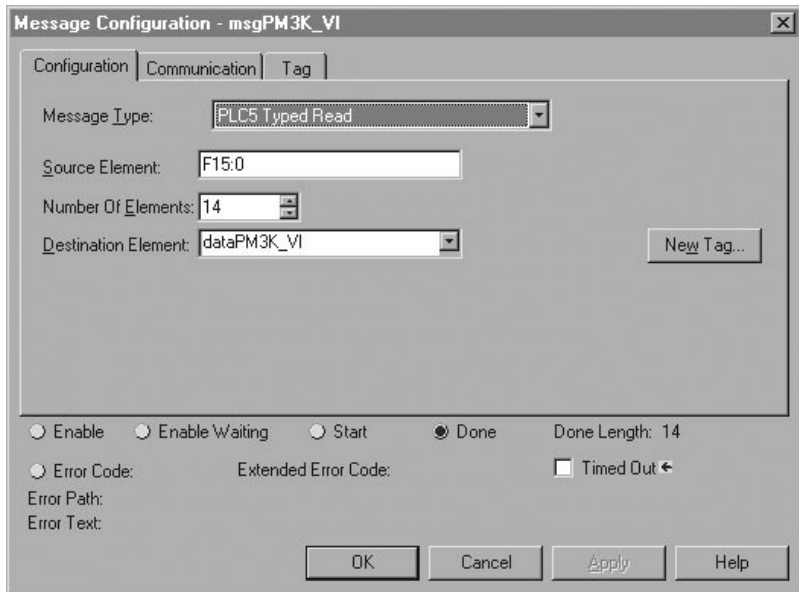 Message Configuration - msgPM3K_VI
Configuration Communication Tag
Message Type: PLC5 Typed Read
Source Element: F15:0
Number Of Elements: 14
Destination Element: dataPM3K_VI New Tag...
Enable Enable Waiting Start Done Done Length: 14
Error Code: Extended Error Code: Timed Out
Error Path:
Error Text:
OK Cancel Apply Help